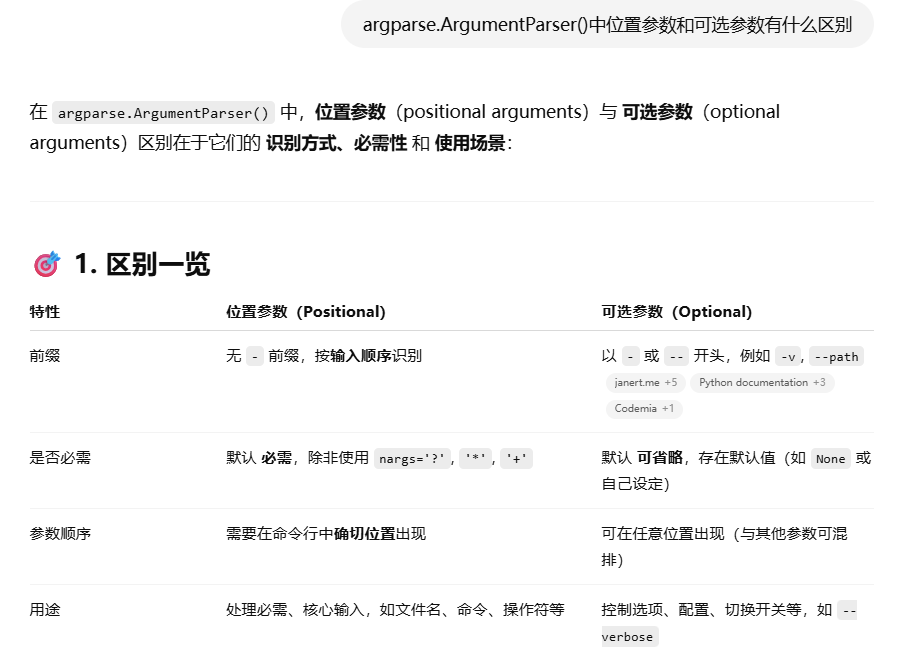 argparse.ArgumentParser()中位置参数和可选参数有什么区别
在 argparse.ArgumentParser() 中，位置参数（positional arguments）与 可选参数（optional
arguments）区别在于它们的 识别方式、必需性 和 使用场景：
🎯 1. 区别一览
特性 位置参数（Positional） 可选参数（Optional）
前缀 无 - 前缀，按输入顺序识别 以 - 或 -- 开头，例如 -v, --path
janert.me +5 Python documentation +3
Codemia +1
是否必需 默认 必需，除非使用 nargs='?', '*', '+' 默认 可省略，存在默认值（如 None 或
自己设定）
参数顺序 需要在命令行中确切位置出现 可在任意位置出现（与其他参数可混
排）
用途 处理必需、核心输入，如文件名、命令、操作符等 控制选项、配置、切换开关等，如 --
verbose